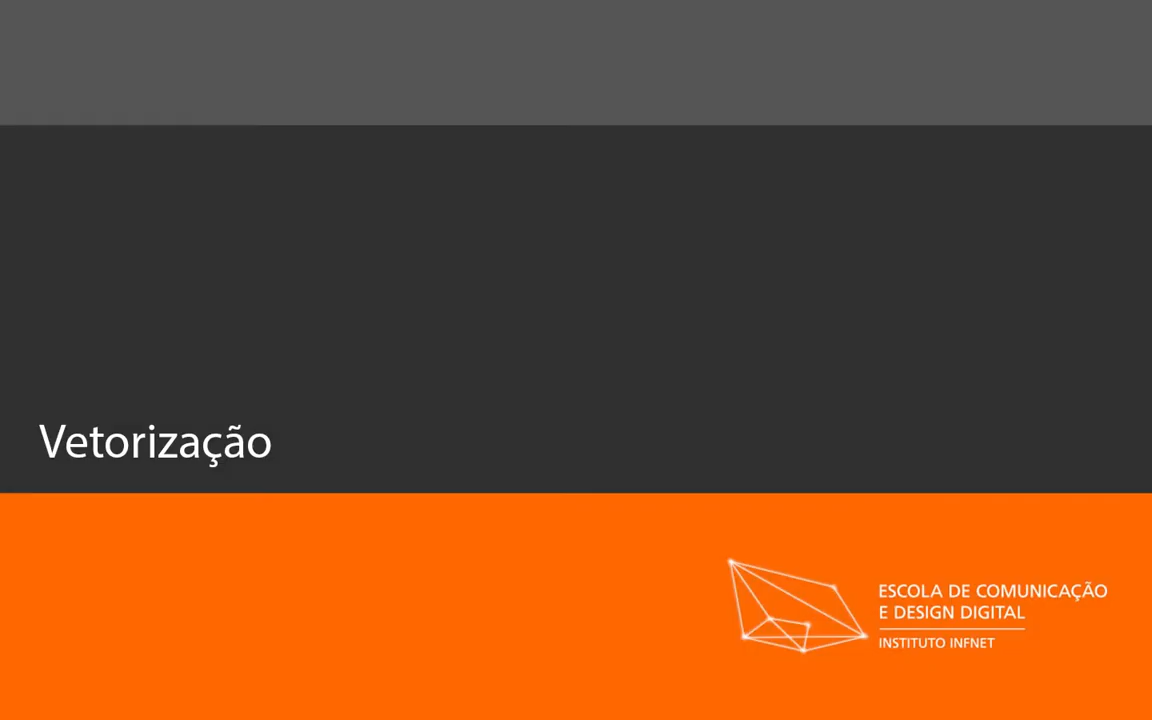 Vetorização
ESCOLA DE COMUNICAÇÃO
E DESIGN DIGITAL
INSTITUTO INFNET